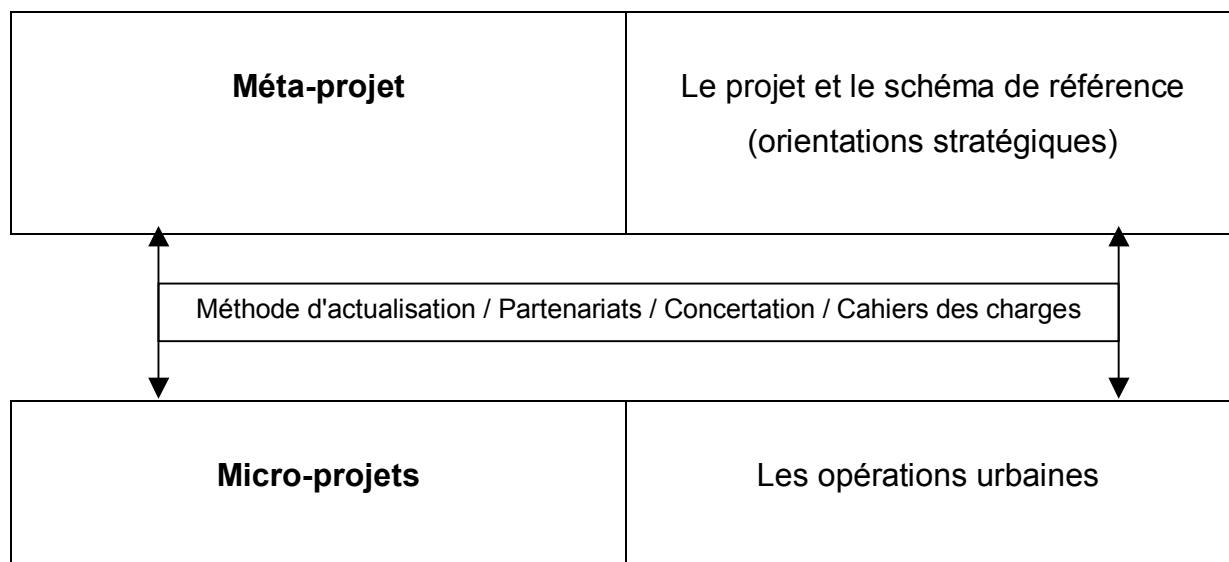 Méta-projet
Le projet et le schéma de référence
(orientations stratégiques)
Méthode d'actualisation / Partenariats / Concertation / Cahiers des charges
Micro-projets
Les opérations urbaines